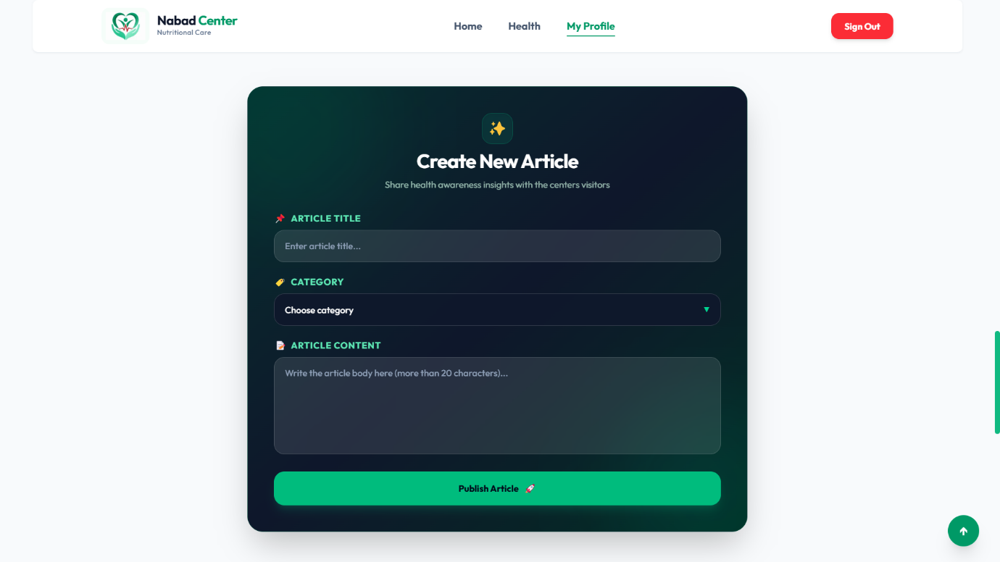 Nabad Center
Nutritional Care
Home
Health
My Profile
Sign Out
Create New Article
Share health awareness insights with the centers visitors
ARTICLE TITLE
Enter article title...
CATEGORY
Choose category
ARTICLE CONTENT
Write the article body here (more than 20 characters)...
Publish Article